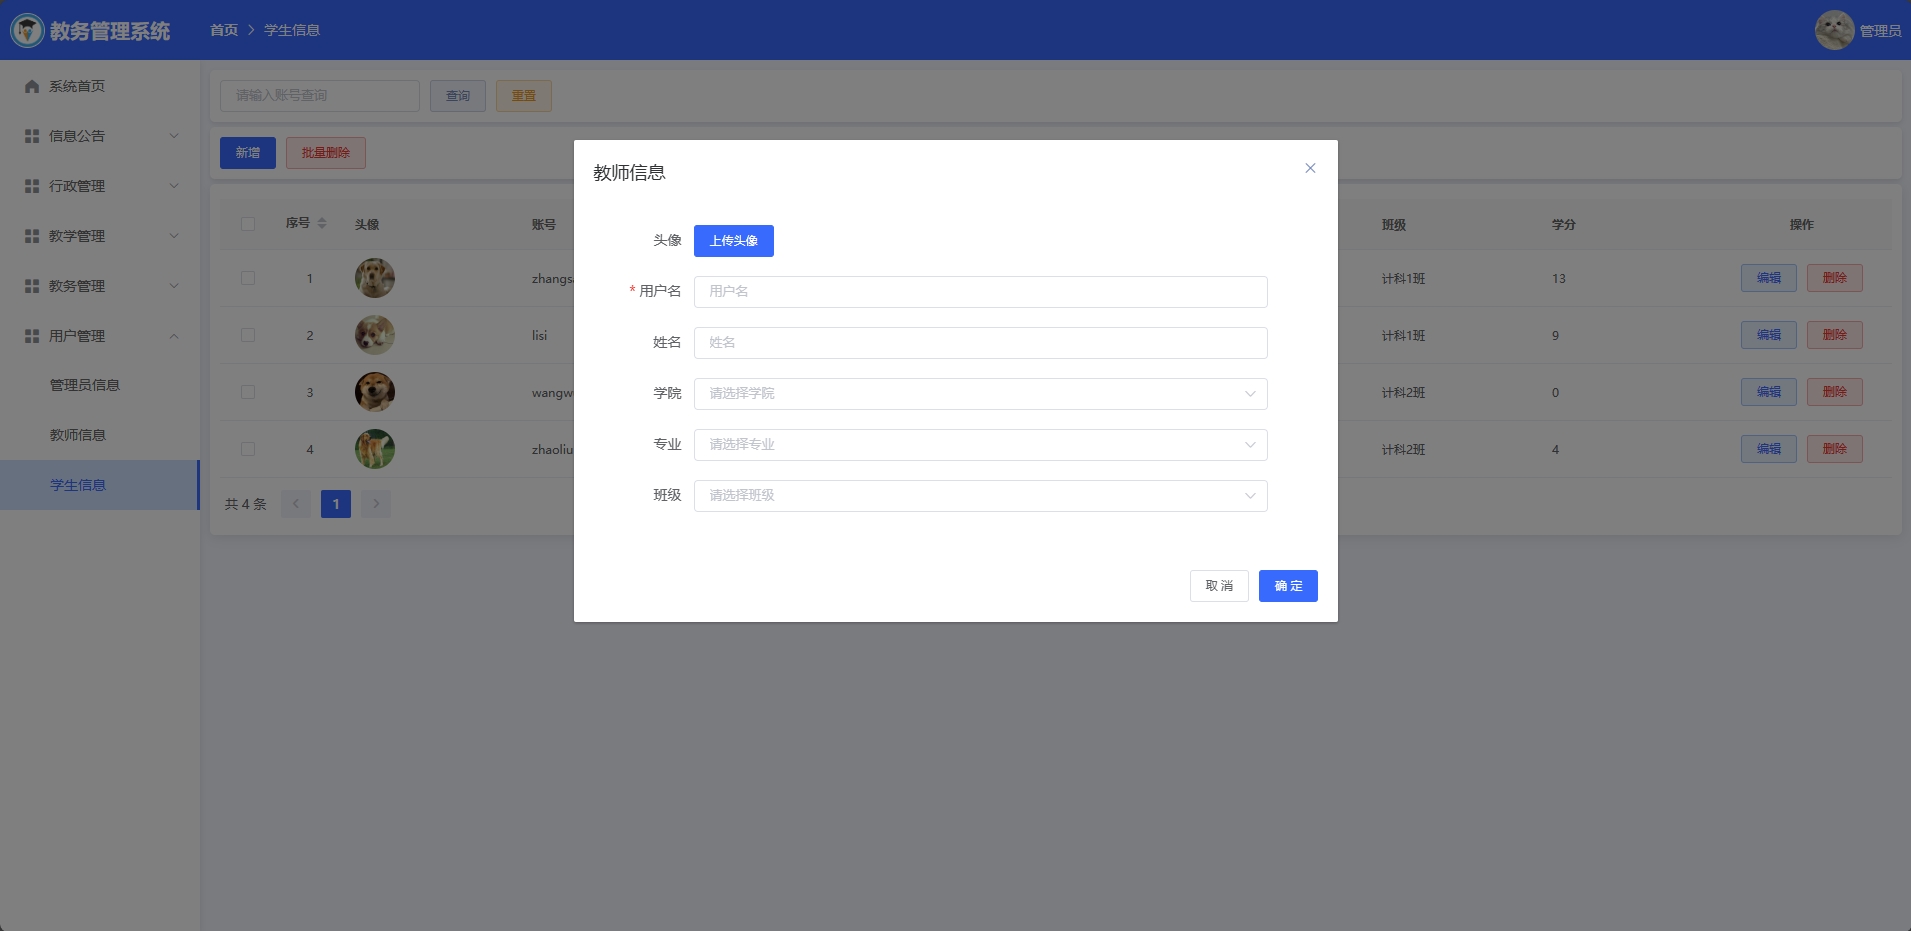 教务管理系统
首页 > 学生信息
管理员
系统首页
信息公告
行政管理
教学管理
教务管理
用户管理
管理员信息
教师信息
学生信息
请输入账号查询 查询 重置
新增 批量删除
序号 头像 账号 班级 学分 操作
1 zhangsa 计科1班 13 编辑 删除
2 lisi 计科1班 9 编辑 删除
3 wangw 计科2班 0 编辑 删除
4 zhaoliu 计科2班 4 编辑 删除
共 4 条 < 1 >
教师信息
头像 上传头像
* 用户名 用户名
姓名 姓名
学院 请选择学院
专业 请选择专业
班级 请选择班级
取 消 确 定